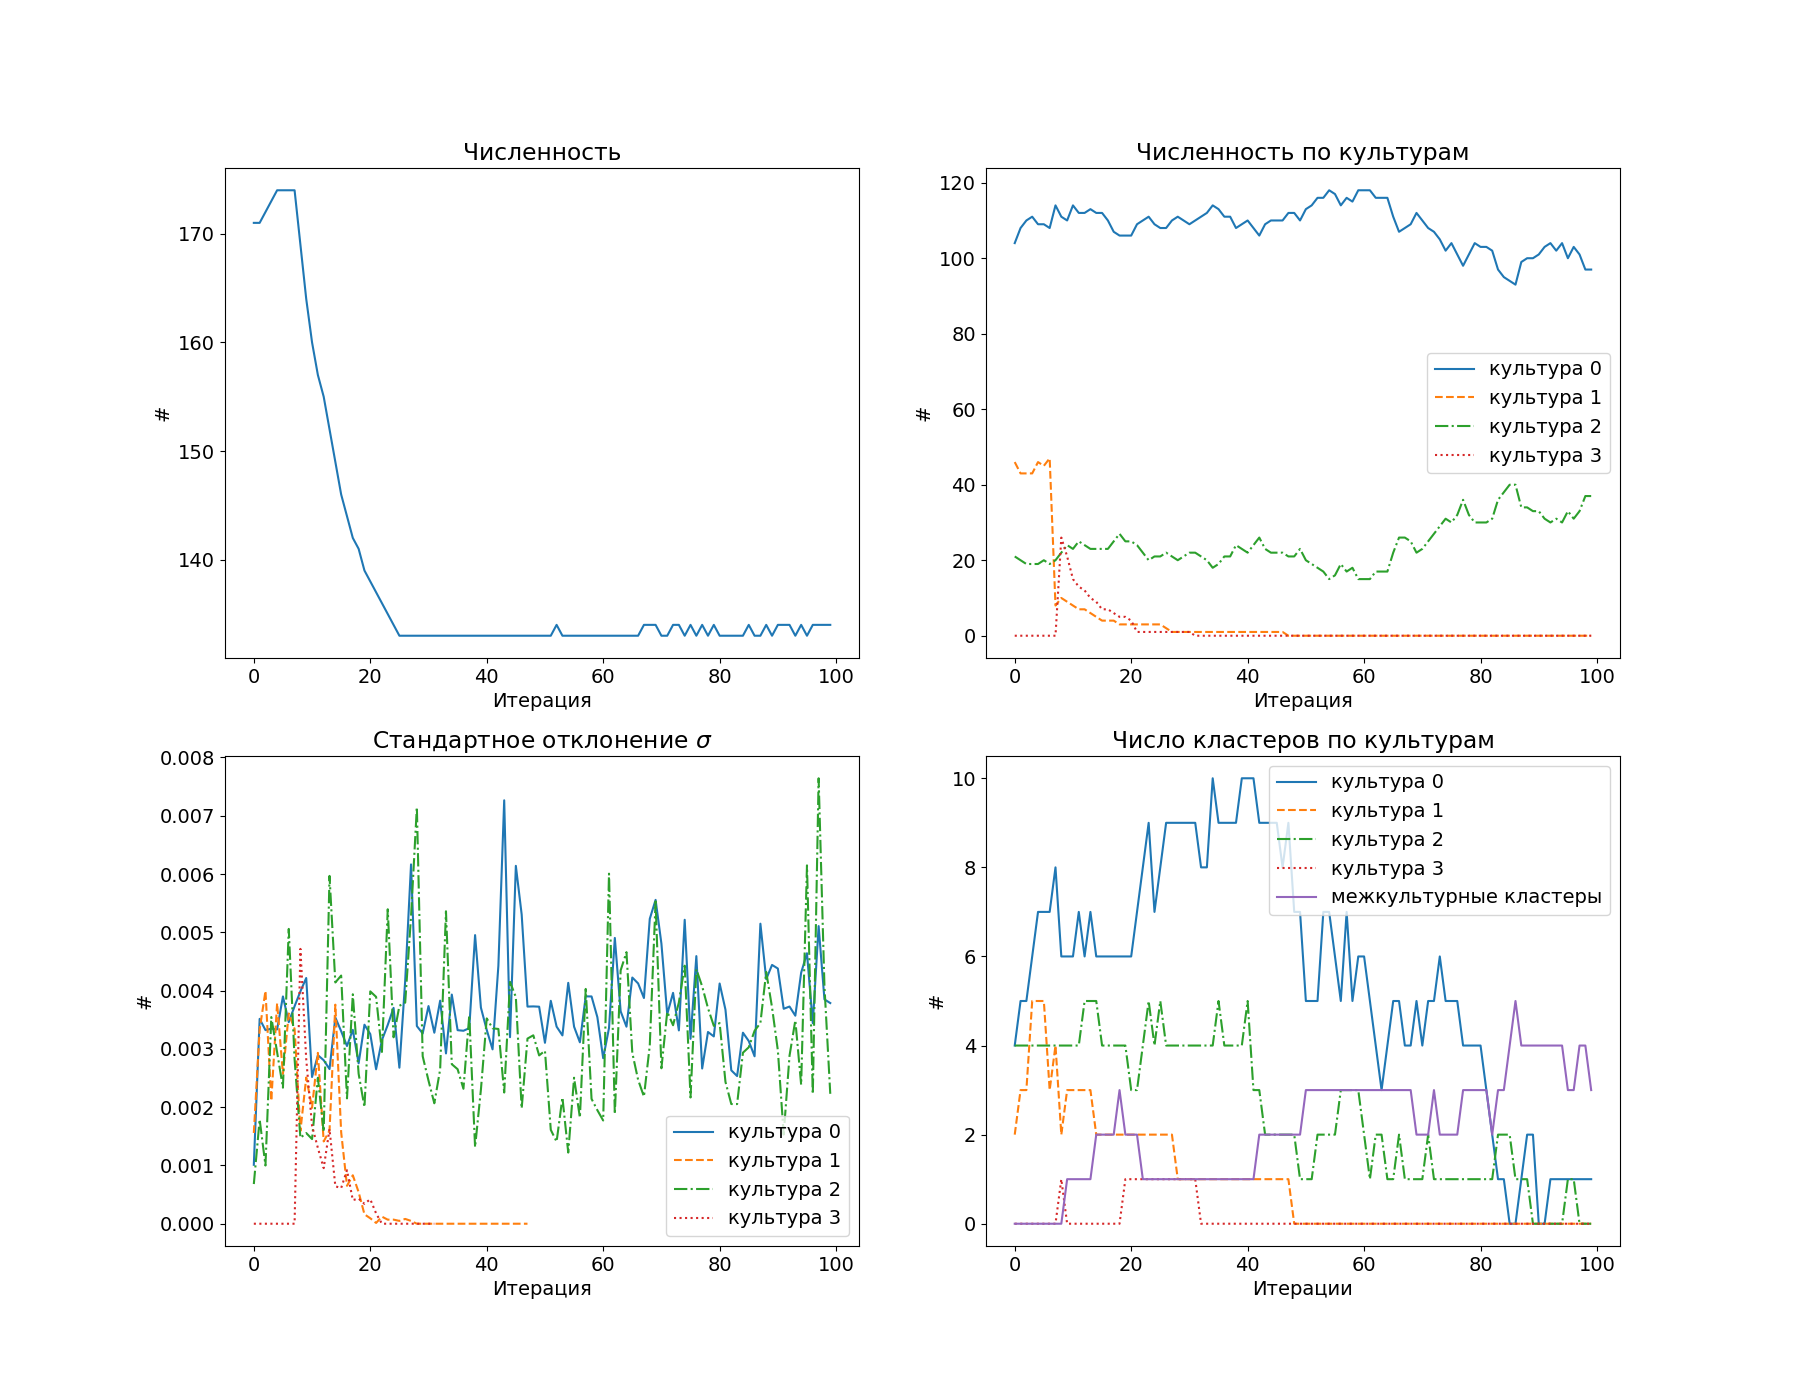 Численность
#
170
160
150
140
0 20 40 60 80 100
Итерация
Численность по культурам
#
120
100
80
60
40
20
0
культура 0
культура 1
культура 2
культура 3
0 20 40 60 80 100
Итерация
Стандартное отклонение σ
#
0.008
0.007
0.006
0.005
0.004
0.003
0.002
0.001
0.000
культура 0
культура 1
культура 2
культура 3
0 20 40 60 80 100
Итерация
Число кластеров по культурам
#
10
8
6
4
2
0
культура 0
культура 1
культура 2
культура 3
межкультурные кластеры
0 20 40 60 80 100
Итерации